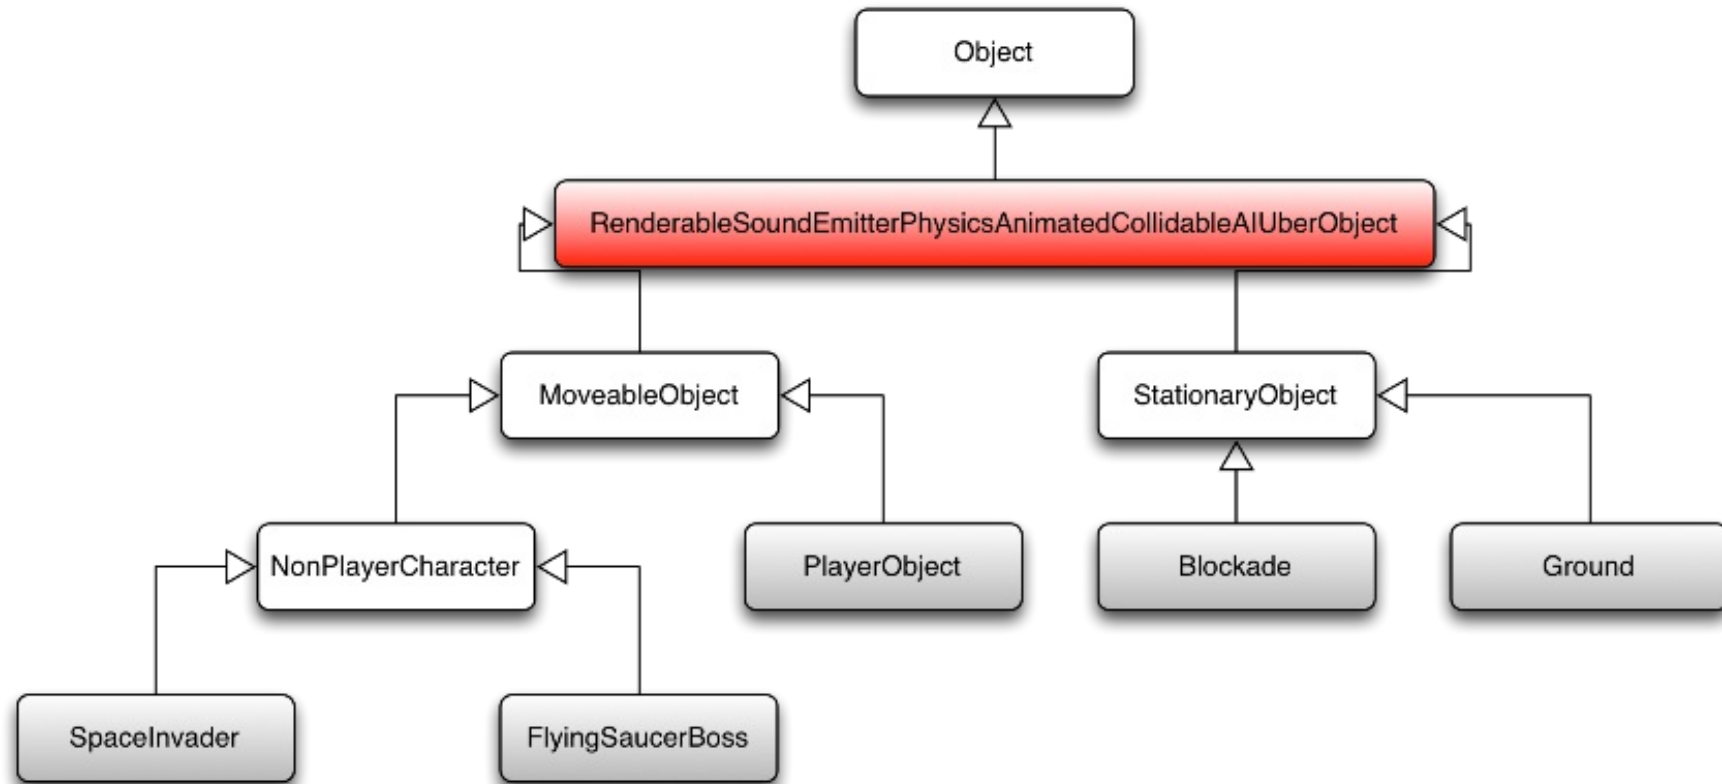 Object
RenderableSoundEmitterPhysicsAnimatedCollidableAIUberObject
MoveableObject
StationaryObject
NonPlayerCharacter
PlayerObject
Blockade
Ground
SpaceInvader
FlyingSaucerBoss